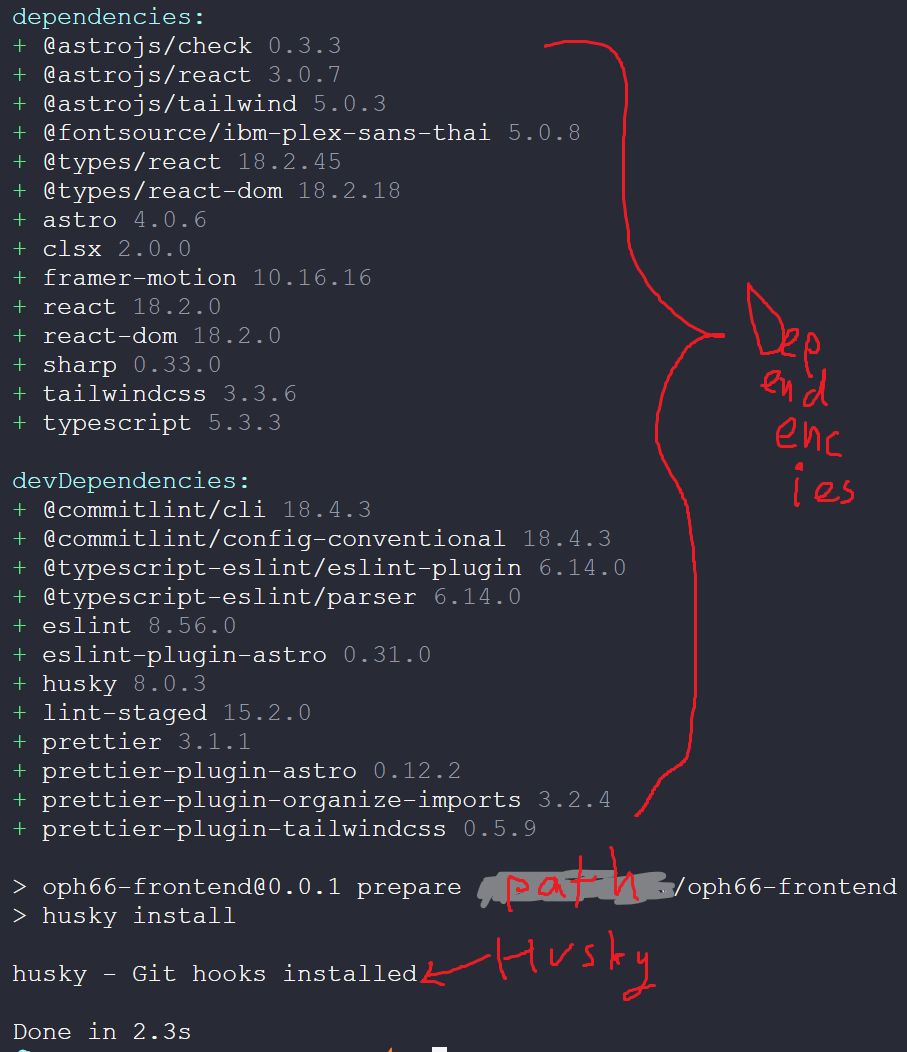 dependencies:
+ @astrojs/check 0.3.3
+ @astrojs/react 3.0.7
+ @astrojs/tailwind 5.0.3
+ @fontsource/ibm-plex-sans-thai 5.0.8
+ @types/react 18.2.45
+ @types/react-dom 18.2.18
+ astro 4.0.6
+ clsx 2.0.0
+ framer-motion 10.16.16
+ react 18.2.0
+ react-dom 18.2.0
+ sharp 0.33.0
+ tailwindcss 3.3.6
+ typescript 5.3.3
Dep
end
enc
ies
devDependencies:
+ @commitlint/cli 18.4.3
+ @commitlint/config-conventional 18.4.3
+ @typescript-eslint/eslint-plugin 6.14.0
+ @typescript-eslint/parser 6.14.0
+ eslint 8.56.0
+ eslint-plugin-astro 0.31.0
+ husky 8.0.3
+ lint-staged 15.2.0
+ prettier 3.1.1
+ prettier-plugin-astro 0.12.2
+ prettier-plugin-organize-imports 3.2.4
+ prettier-plugin-tailwindcss 0.5.9
> oph66-frontend@0.0.1 prepare path /oph66-frontend
> husky install
Husky
husky - Git hooks installed
Done in 2.3s